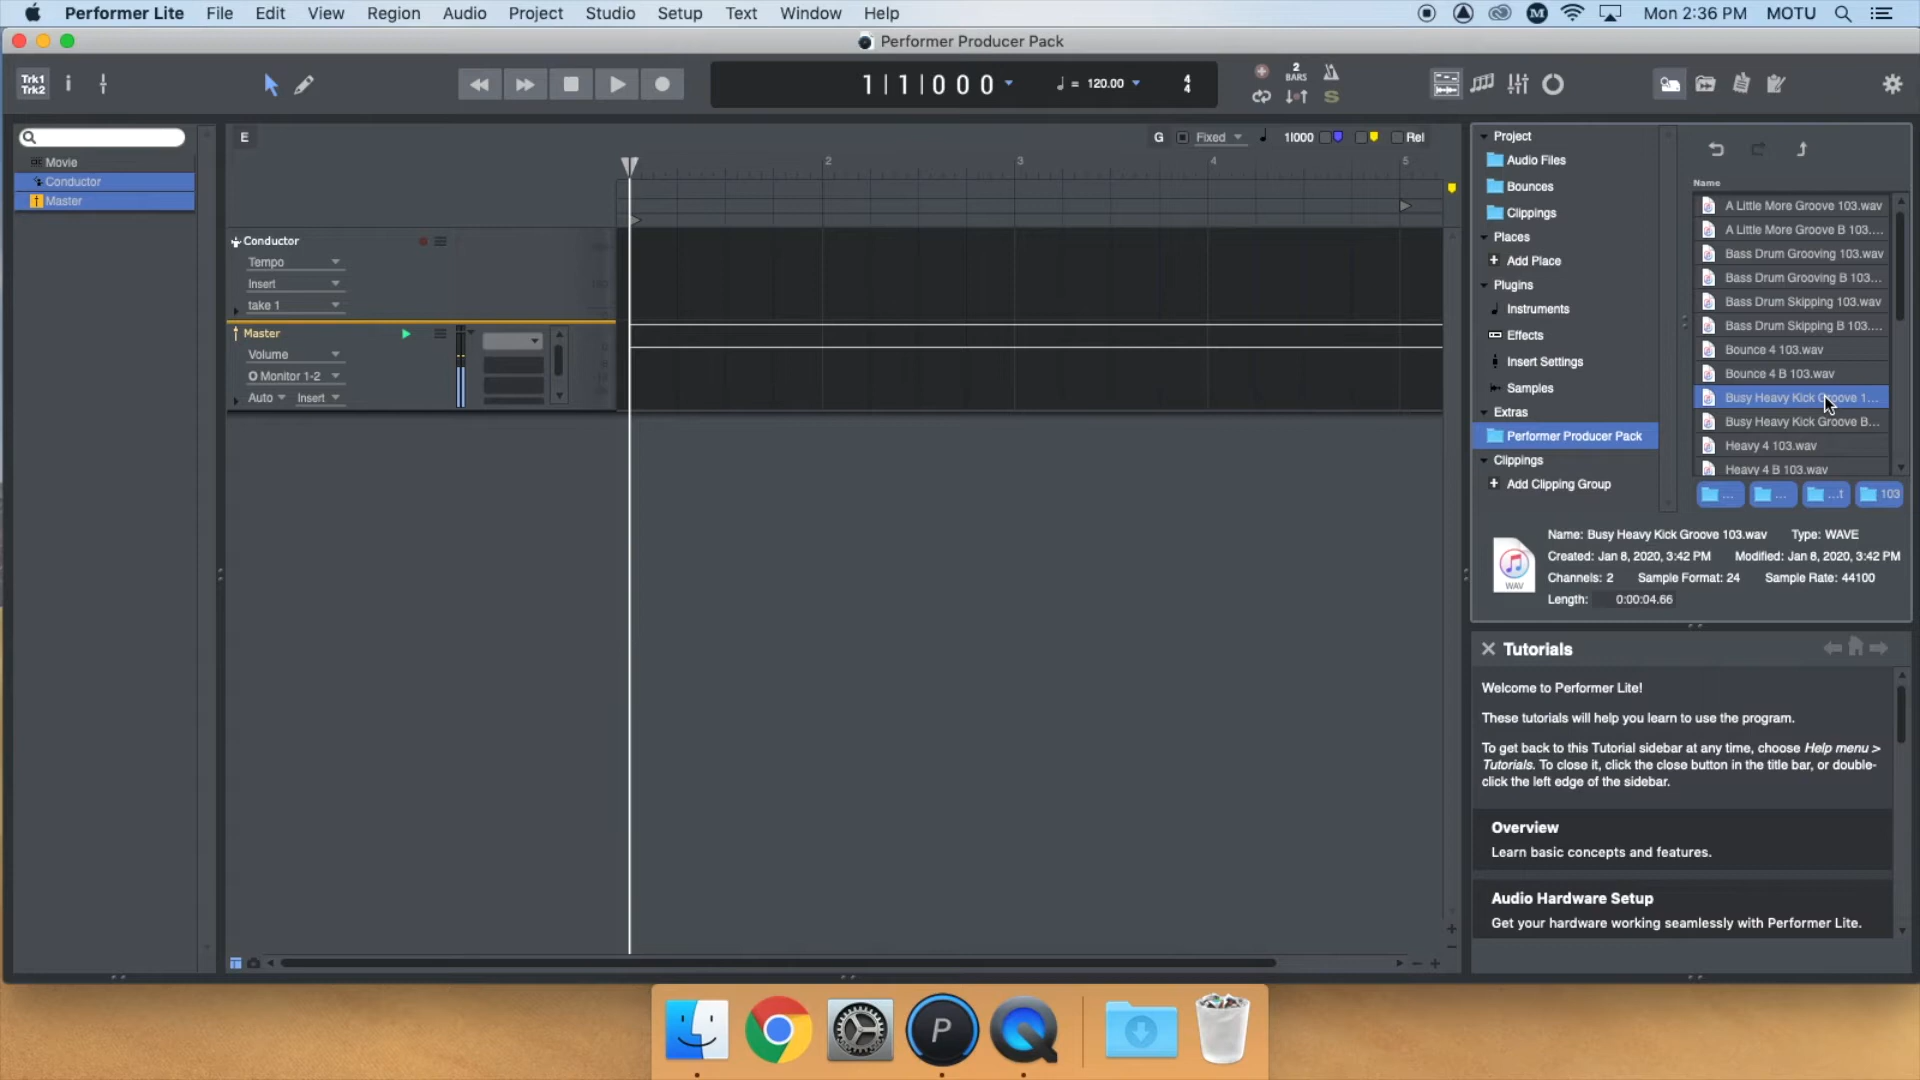 Performer Lite File Edit View Region Audio Project Studio Setup Text Window Help M Mon 2:36 PM MOTU
Performer Producer Pack
Trk1
Trk2
1|1|000 = 120.00 4
4
2
BARS
S
E G Fixed 1|000 Rel
Movie
Conductor
Master
2 3 4 5
Conductor
Tempo
Insert
take 1
Master
Volume
Monitor 1-2
Auto Insert
Project
Audio Files
Bounces
Clippings
Places
Add Place
Plugins
Instruments
Effects
Insert Settings
Samples
Extras
Performer Producer Pack
Clippings
Add Clipping Group
Name
A Little More Groove 103.wav
A Little More Groove B 103....
Bass Drum Grooving 103.wav
Bass Drum Grooving B 103...
Bass Drum Skipping 103.wav
Bass Drum Skipping B 103....
Bounce 4 103.wav
Bounce 4 B 103.wav
Busy Heavy Kick Groove 1...
Busy Heavy Kick Groove B...
Heavy 4 103.wav
Heavy 4 B 103.wav
... ... ...t 103
Name: Busy Heavy Kick Groove 103.wav Type: WAVE
Created: Jan 8, 2020, 3:42 PM Modified: Jan 8, 2020, 3:42 PM
Channels: 2 Sample Format: 24 Sample Rate: 44100
Length: 0:00:04.66
WAV
Tutorials
Welcome to Performer Lite!
These tutorials will help you learn to use the program.
To get back to this Tutorial sidebar at any time, choose Help menu >
Tutorials. To close it, click the close button in the title bar, or double-
click the left edge of the sidebar.
Overview
Learn basic concepts and features.
Audio Hardware Setup
Get your hardware working seamlessly with Performer Lite.
P